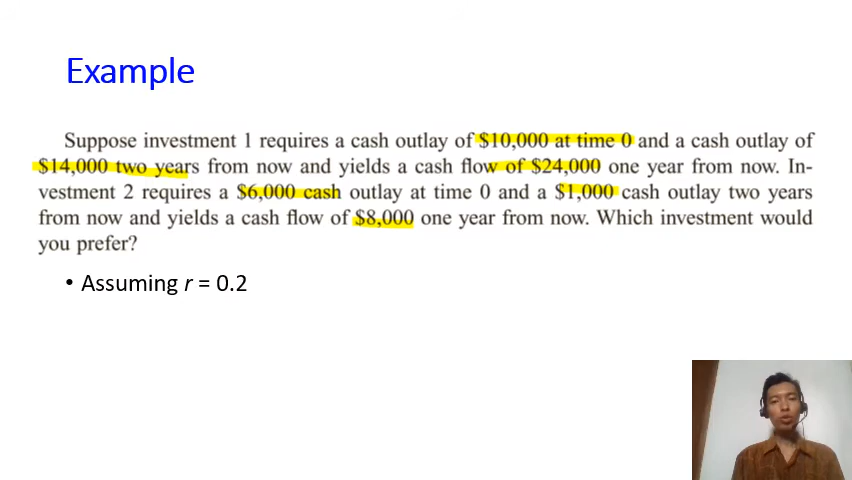 Example
Suppose investment 1 requires a cash outlay of $10,000 at time 0 and a cash outlay of
$14,000 two years from now and yields a cash flow of $24,000 one year from now. In-
vestment 2 requires a $6,000 cash outlay at time 0 and a $1,000 cash outlay two years
from now and yields a cash flow of $8,000 one year from now. Which investment would
you prefer?
• Assuming r = 0.2